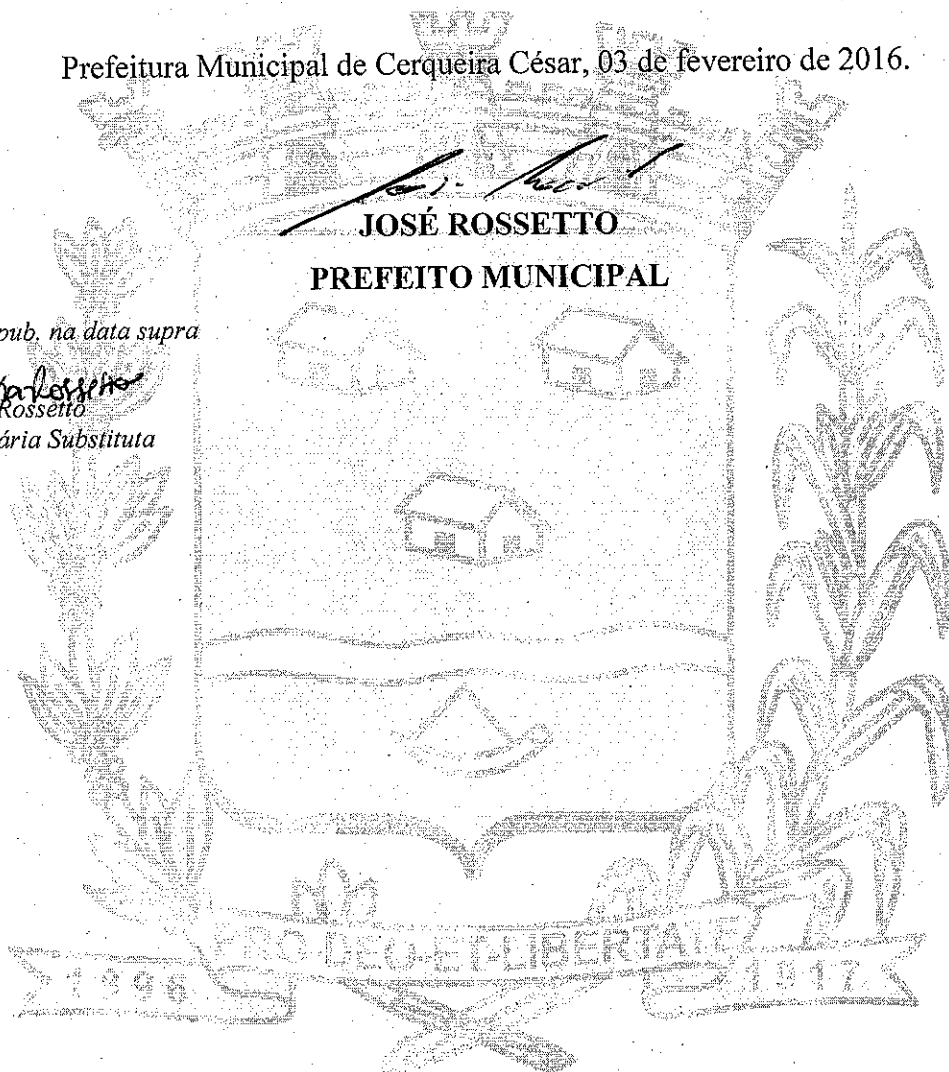 Prefeitura Municipal de Cerqueira César, 03 de fevereiro de 2016.
JOSÉ ROSSETTO
PREFEITO MUNICIPAL
pub. na data supra
Rossetto
ária Substituta
PRO DEO ET LIBERTATE
1896 1917